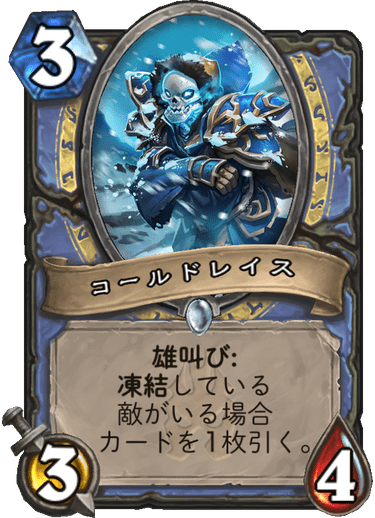 3
コールドレイス
雄叫び:
凍結している
敵がいる場合
カードを1枚引く。
3
4